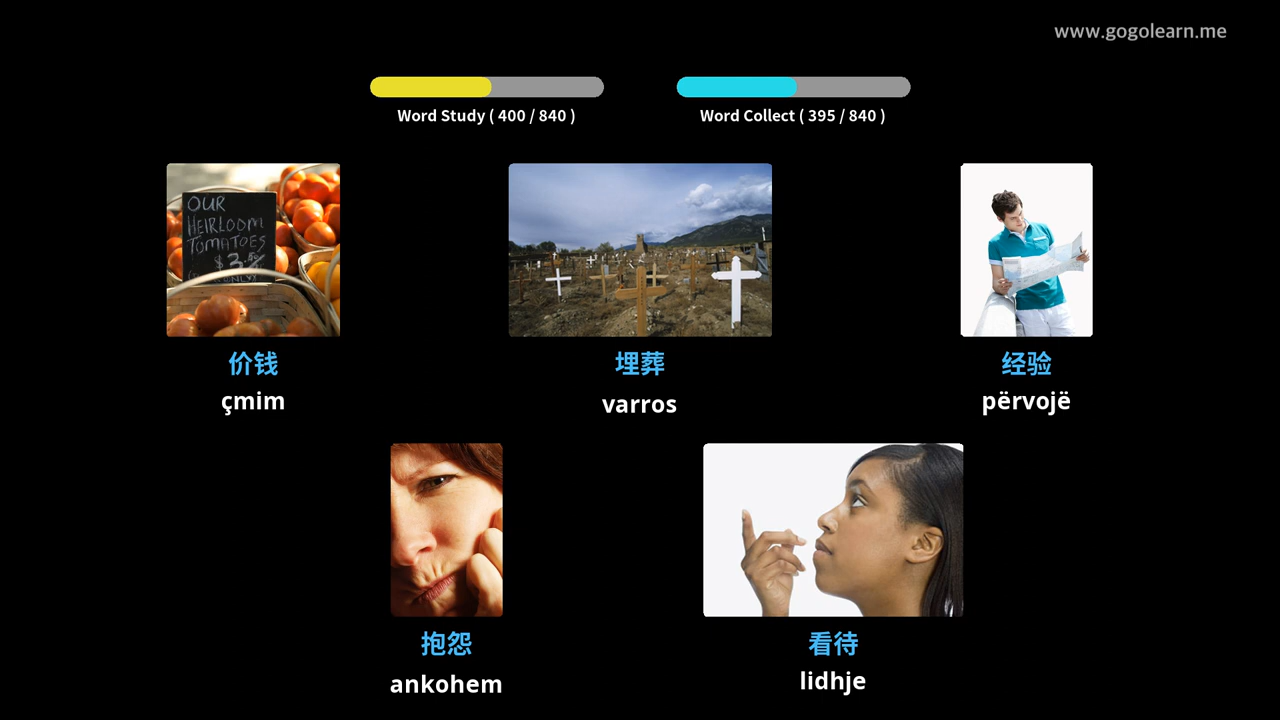 www.gogolearn.me
Word Study ( 400 / 840 )
Word Collect ( 395 / 840 )
OUR
HEIRLOOM
TOMATOES
价钱
çmim
埋葬
varros
经验
përvojë
抱怨
ankohem
看待
lidhje